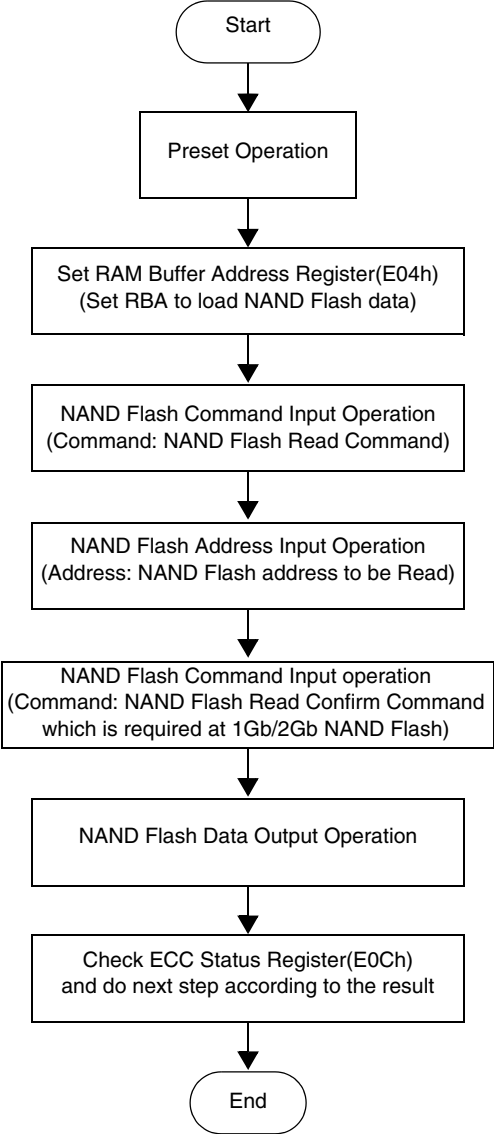 Start
Preset Operation
Set RAM Buffer Address Register(E04h)
(Set RBA to load NAND Flash data)
NAND Flash Command Input Operation
(Command: NAND Flash Read Command)
NAND Flash Address Input Operation
(Address: NAND Flash address to be Read)
NAND Flash Command Input operation
(Command: NAND Flash Read Confirm Command
which is required at 1Gb/2Gb NAND Flash)
NAND Flash Data Output Operation
Check ECC Status Register(E0Ch)
and do next step according to the result
End